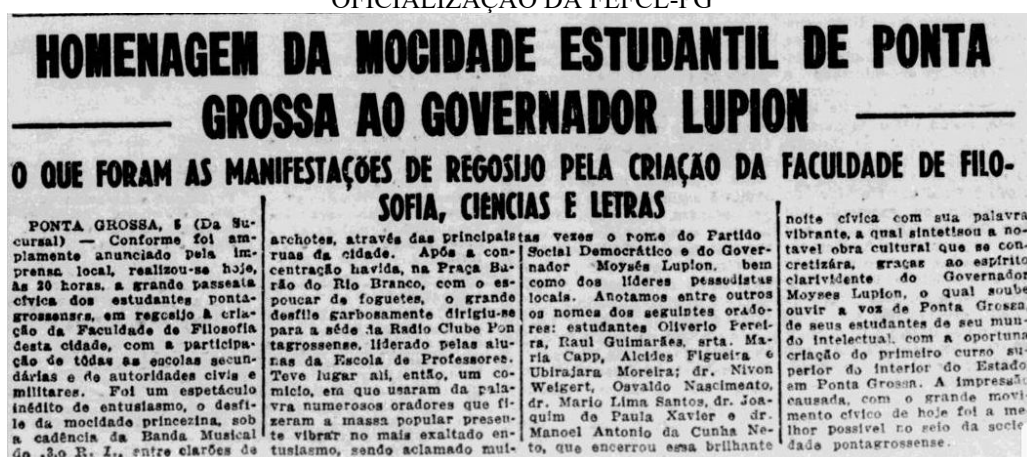 OFICIALIZAÇÃO DA FEFCL-PG
HOMENAGEM DA MOCIDADE ESTUDANTIL DE PONTA
GROSSA AO GOVERNADOR LUPION
O QUE FORAM AS MANIFESTAÇÕES DE REGOSIJO PELA CRIAÇÃO DA FACULDADE DE FILO-
SOFIA, CIENCIAS E LETRAS
PONTA GROSSA, (Da Su-
cursal) — Conforme foi am-
plamente anunciado pela im-
prensa local, realizou-se hoje,
às 20 horas, a grande passeata
cívica dos estudantes ponta-
grossenses, em regosijo à cria-
ção da Faculdade de Filosofia
desta cidade, com a participa-
ção de tôdas as escolas secun-
dárias e de autoridades civis e
militares. Foi um espetáculo
inédito de entusiasmo, o desfi-
le da mocidade princezina, sob
a cadência da Banda Musical
do 3.o R. I., entre clarões de
archotes, através das principais
ruas da cidade. Após a con-
centração havida, na Praça Ba-
rão do Rio Branco, com o es-
poucar de foguetes, o grande
desfile garbosamente dirigiu-se
para a séde da Radio Clube Pon
tagrossense, liderado pelas alu-
nas da Escola de Professores.
Teve lugar ali, então, um co-
micio, em que usaram da pala-
vra numerosos oradores que fi-
zeram a massa popular presen-
te vibrar no mais exaltado en-
tusiasmo, sendo aclamado mui-
tas vezes o nome do Partido
Social Democrático e do Gover-
nador Moysés Lupion, bem
como dos líderes pessedistas
locais. Anotamos entre outros
os nomes dos seguintes orado-
res: estudantes Oliverio Perei-
ra, Raul Guimarães, srta. Ma-
ria Capp, Alcides Figueira e
Ubirajara Moreira; dr. Nivon
Weigert, Osvaldo Nascimento,
dr. Mario Lima Santos, dr. Joa-
quim de Paula Xavier e dr.
Manoel Antonio da Cunha Ne-
to, que encerrou essa brilhante
noite cívica com sua palavra
vibrante, a qual sintetisou a no-
tavel obra cultural que se con-
cretizára, graças ao espirito
clarividente do Governador
Moyses Lupion, o qual soube
ouvir a voz de Ponta Grossa,
de seus estudantes de seu mun-
do intelectual, com a oportuna
criação do primeiro curso su-
perior do interior do Estado
em Ponta Grossa. A impressão
causada, com o grande movi-
mento cívico de hoje foi a me
lhor possivel no seio da socie
dade pontagrossense.